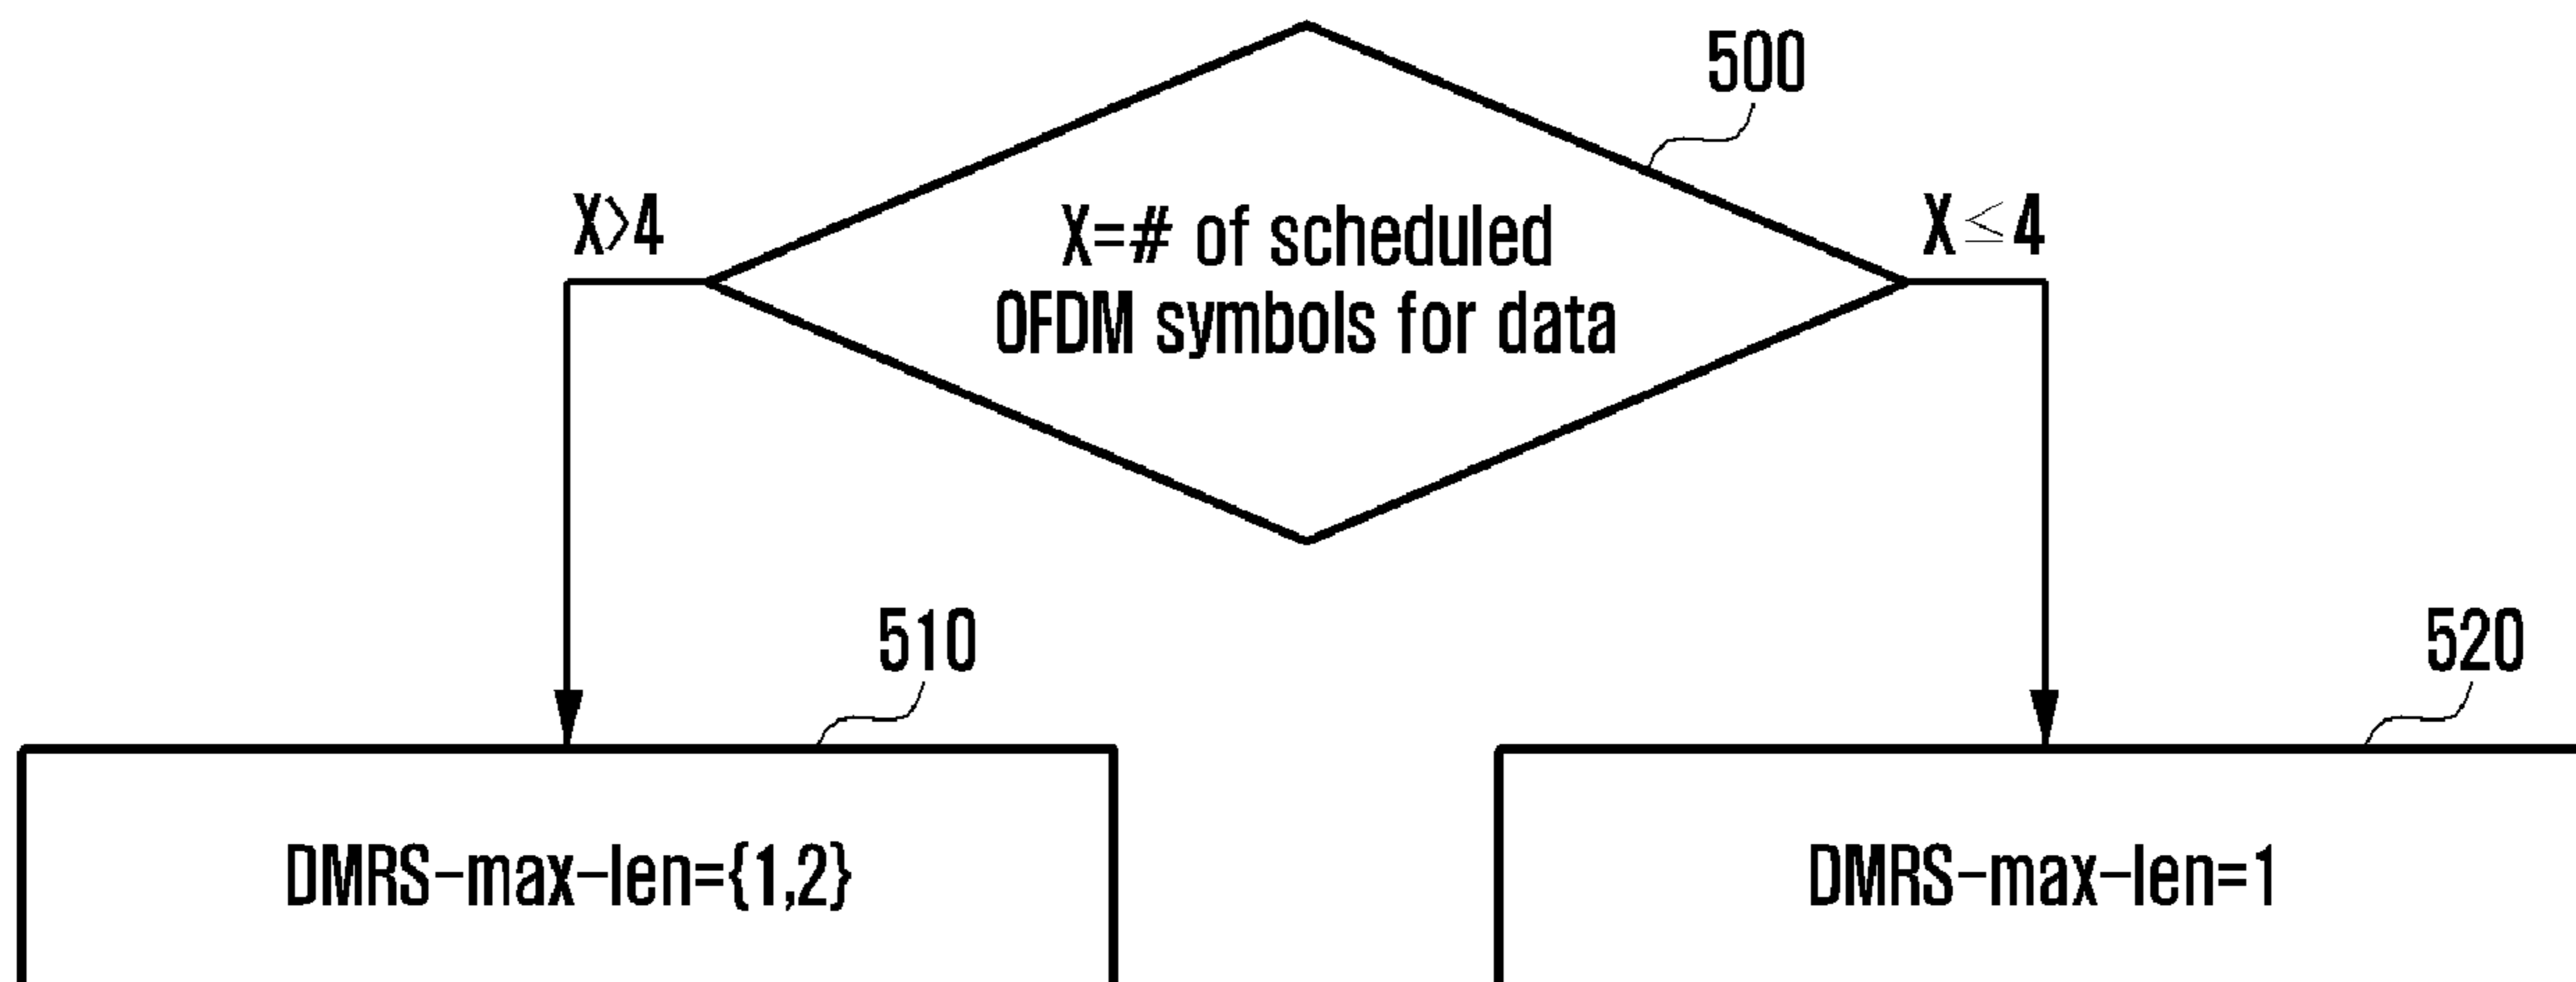 500
X>4
X≤4
X=# of scheduled
OFDM symbols for data
510
520
DMRS-max-len={1,2}
DMRS-max-len=1